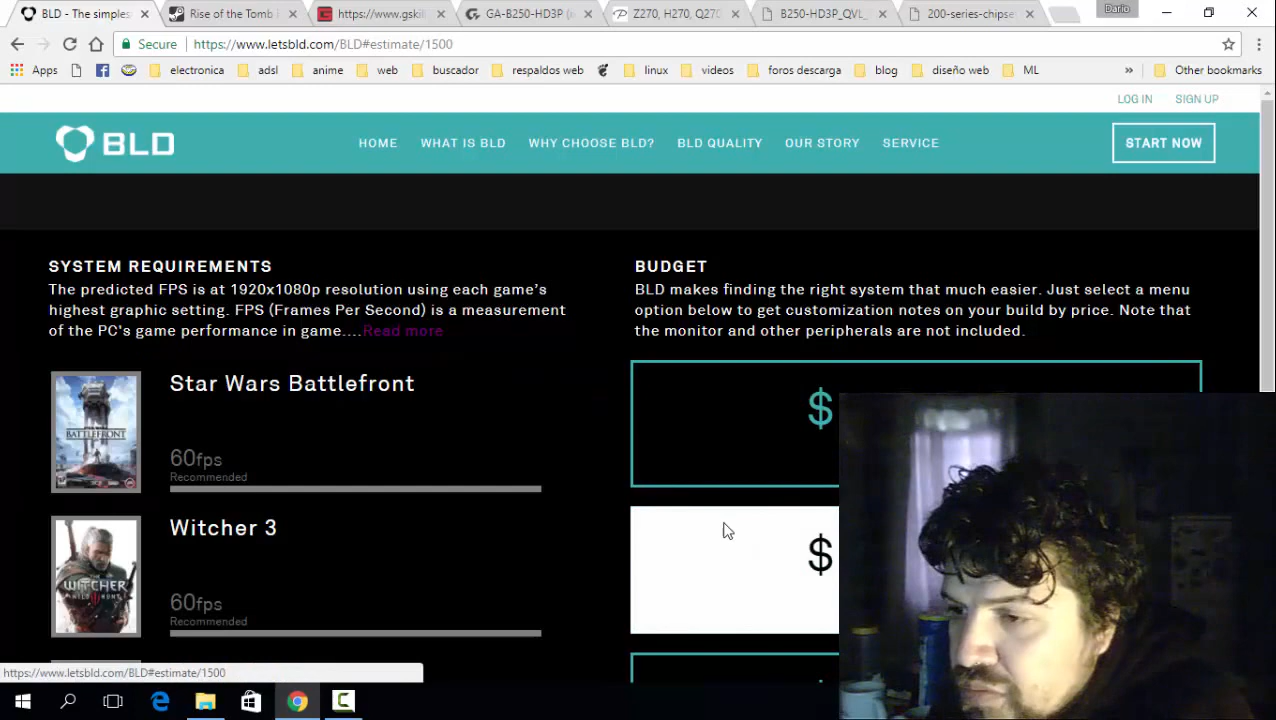 BLD - The simples
Rise of the Tomb
https://www.gskil
GA-B250-HD3P
Z270, H270, Q270
B250-HD3P_QVL_
200-series-chipse
Dario
Secure
https://www.letsbld.com/BLD#estimate/1500
Apps
electronica
adsl
anime
web
buscador
respaldos web
linux
videos
foros descarga
blog
diseño web
ML
»
Other bookmarks
LOG IN
SIGN UP
BLD
HOME
WHAT IS BLD
WHY CHOOSE BLD?
BLD QUALITY
OUR STORY
SERVICE
START NOW
SYSTEM REQUIREMENTS
The predicted FPS is at 1920x1080p resolution using each game's
highest graphic setting. FPS (Frames Per Second) is a measurement
of the PC's game performance in game....Read more
Star Wars Battlefront
BATTLEFRONT
60fps
Recommended
Witcher 3
WITCHER
WILD HUNT
60fps
Recommended
BUDGET
BLD makes finding the right system that much easier. Just select a menu
option below to get customization notes on your build by price. Note that
the monitor and other peripherals are not included.
$
$
https://www.letsbld.com/BLD#estimate/1500